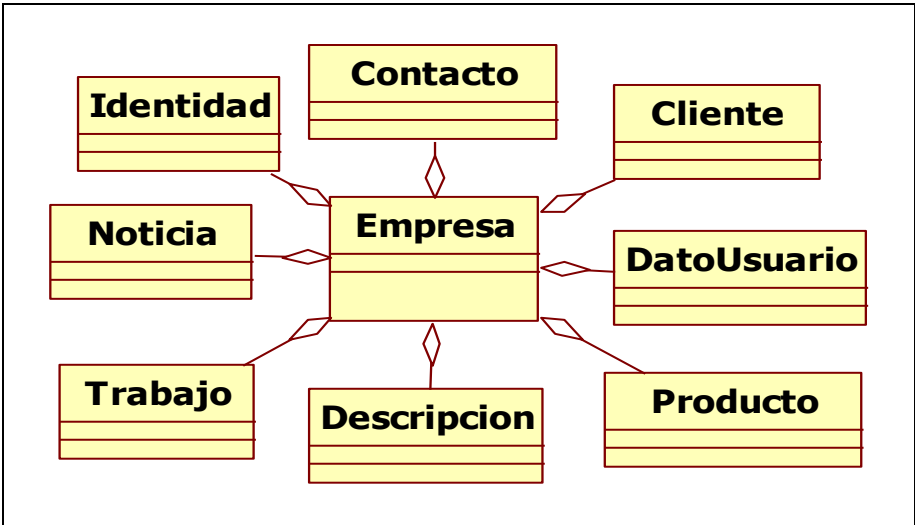 Contacto
Identidad
Cliente
Noticia
Empresa
DatoUsuario
Trabajo
Descripcion
Producto